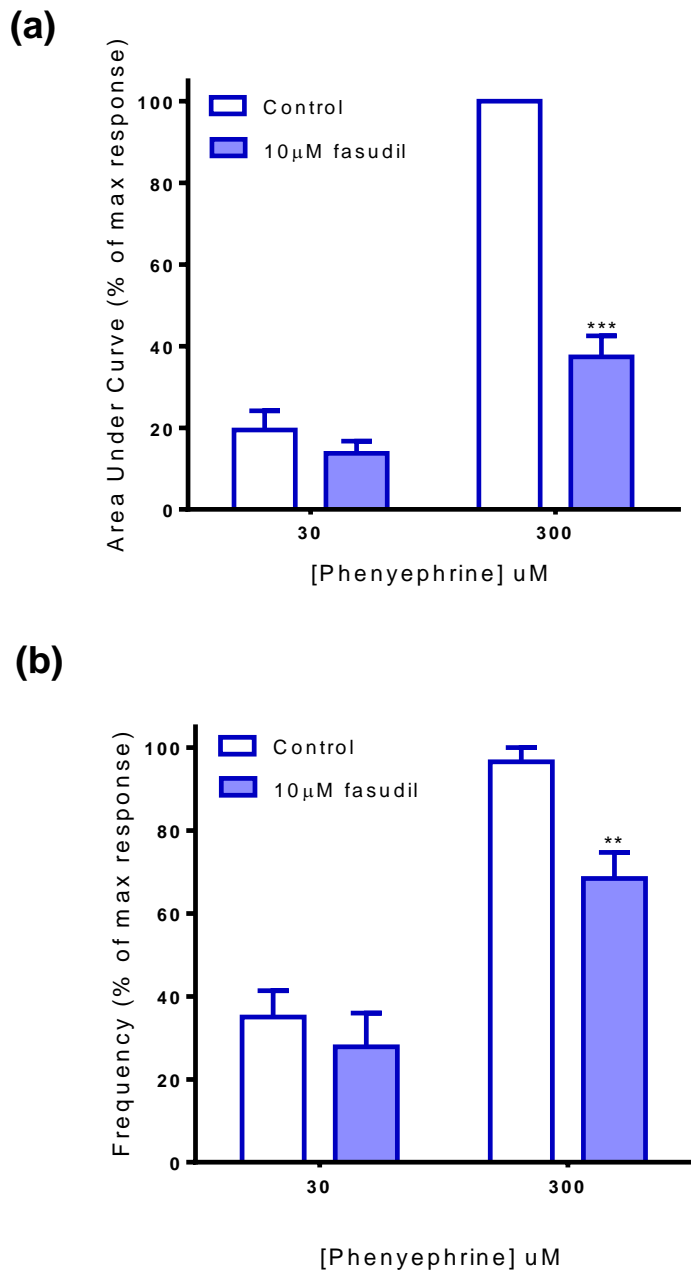 (a)
Area Under Curve (% of max response)
100
80
60
40
20
0
Control
10μM fasudil
***
30
300
[Phenyephrine] uM
(b)
Frequency (% of max response)
100
80
60
40
20
0
Control
10μM fasudil
**
30
300
[Phenyephrine] uM